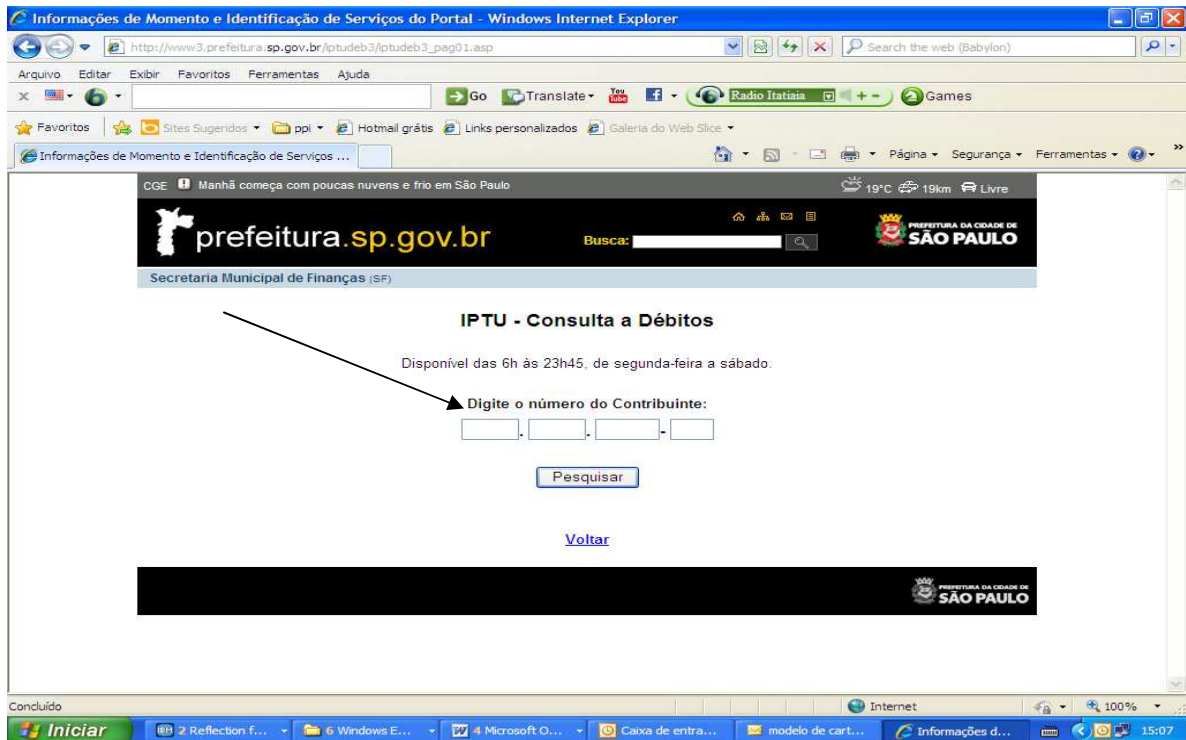 Informações de Momento e Identificação de Serviços do Portal - Windows Internet Explorer
http://www3.prefeitura.sp.gov.br/iptudeb3/iptudeb3_pag01.asp
Search the web (Babylon)
Arquivo Editar Exibir Favoritos Ferramentas Ajuda
Go Translate You Tube Radio Itatiaia + - Games
Favoritos Sites Sugeridos ppi Hotmail grátis Links personalizados Galeria do Web Slice
Informações de Momento e Identificação de Serviços ... Página Segurança Ferramentas »
CGE Manhã começa com poucas nuvens e frio em São Paulo 19°C 19km Livre
prefeitura.sp.gov.br Busca: PREFEITURA DA CIDADE DE SÃO PAULO
Secretaria Municipal de Finanças (SF)
IPTU - Consulta a Débitos
Disponível das 6h às 23h45, de segunda-feira a sábado.
Digite o número do Contribuinte:
. . -
Pesquisar
Voltar
PREFEITURA DA CIDADE DE
SÃO PAULO
Concluído Internet 100%
Iniciar 2 Reflection f... 6 Windows E... 4 Microsoft O... Caixa de entra... modelo de cart... Informações d... 15:07